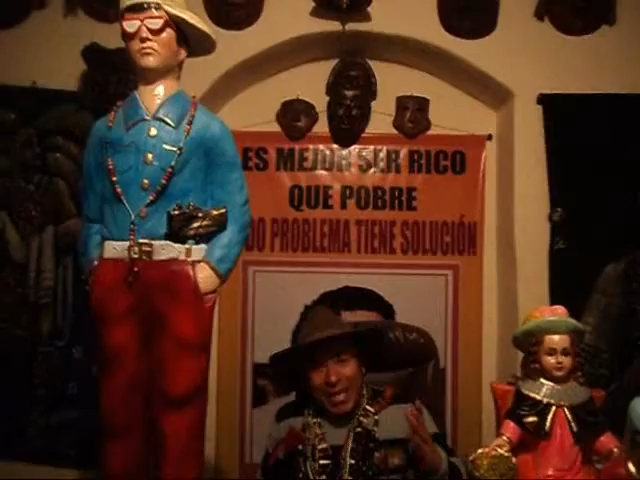 ES MEJOR SER RICO
QUE POBRE
PROBLEMA TIENE SOLUCIÓN